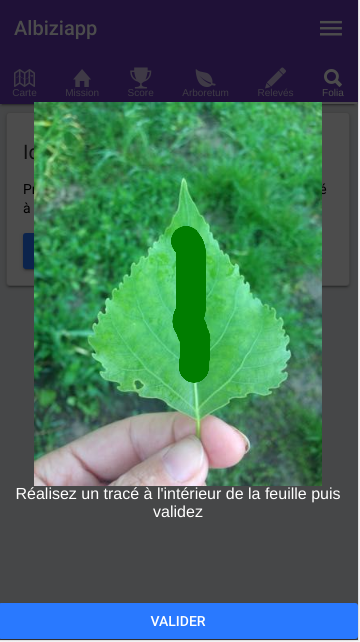 Albiziapp
Carte Mission Score Arboretum Relevés Folia
à
Réalisez un tracé à l'intérieur de la feuille puis
validez
VALIDER